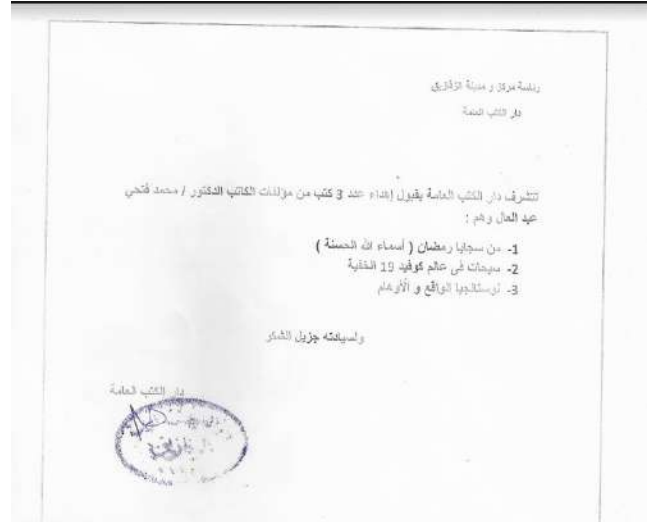 رئاسة مركز و مدينة الزقازيق
دار الكتب العامة
تتشرف دار الكتب العامة بقبول إهداء عدد 3 كتب من مؤلفات الكاتب الدكتور / محمد فتحي
عبد العال وهم :
1- من سجايا رمضان ( أسماء الله الحسنة )
2- سيحات فى عالم كوفيد 19 الخفية
3- نوستالجيا الواقع و الأوهام
ولسيادته جزيل الشكر
دار الكتب العامة